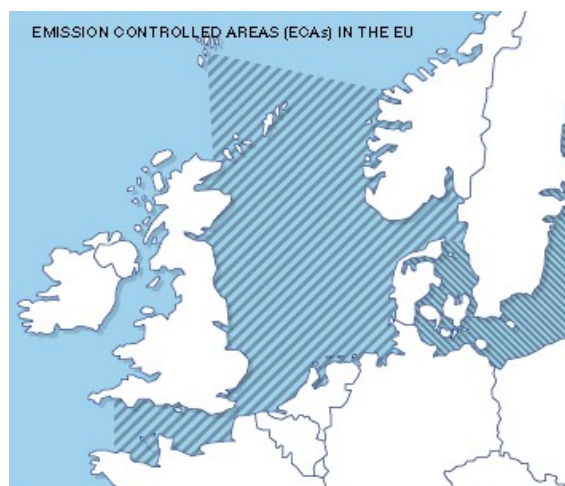 EMISSION CONTROLLED AREAS (ECAs) IN THE EU